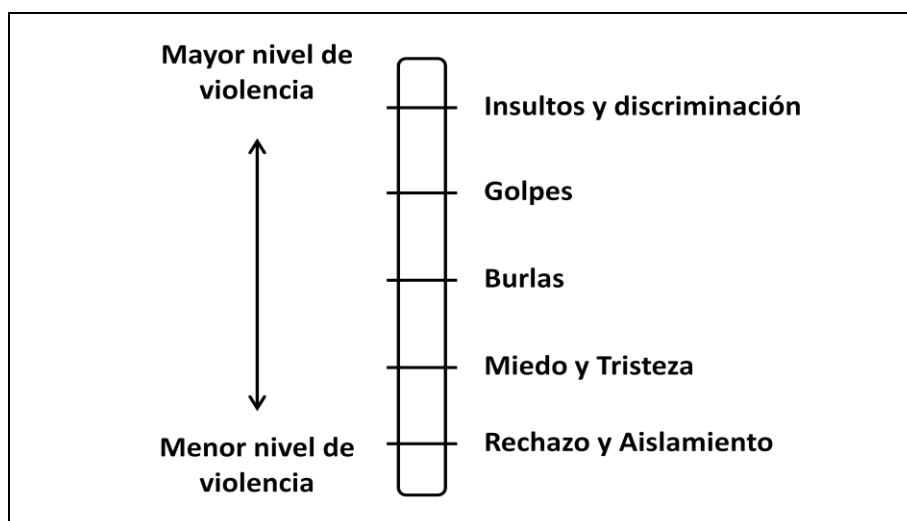 Mayor nivel de
violencia
Insultos y discriminación
Golpes
Burlas
Miedo y Tristeza
Rechazo y Aislamiento
Menor nivel de
violencia